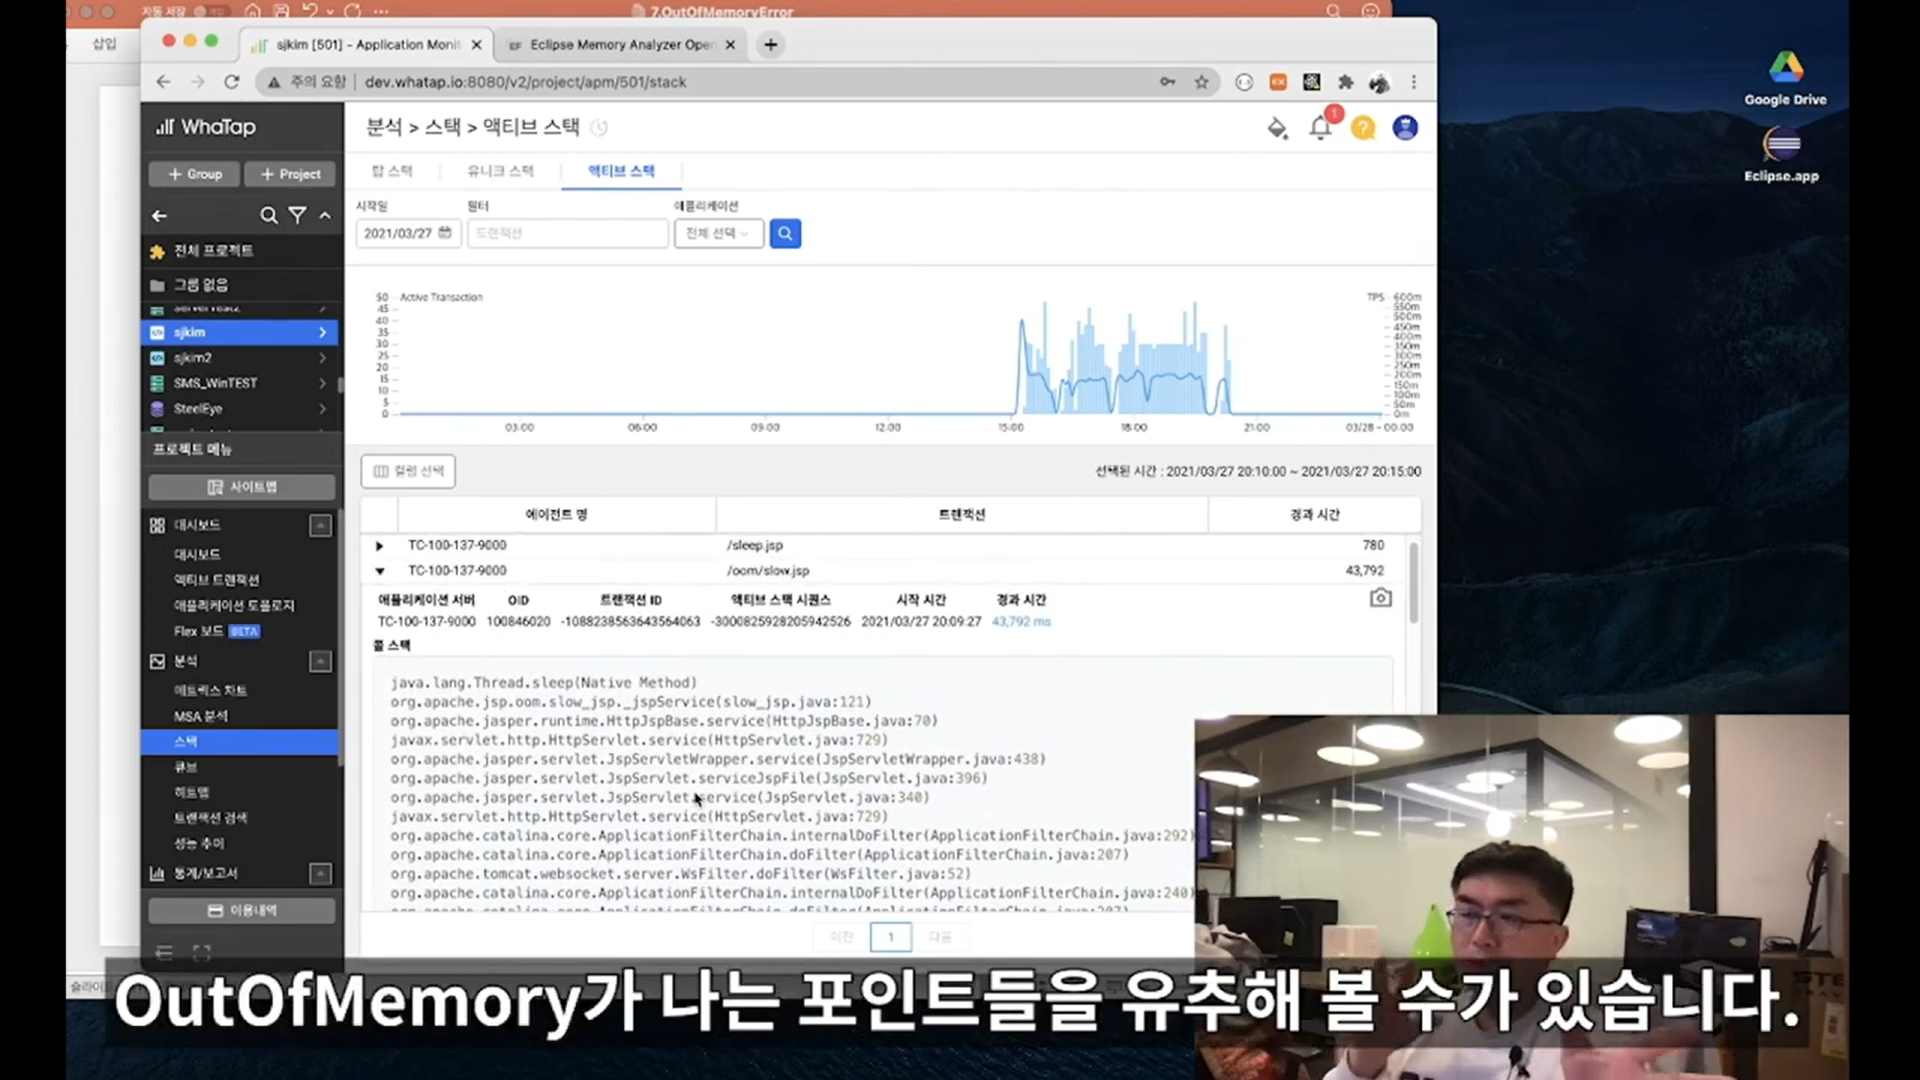 자동 저장
7.OutOfMemoryError
삽입
sjkim [501] - Application Monit
Eclipse Memory Analyzer Oper
주의 요함
dev.whatap.io:8080/v2/project/apm/501/stack
Google Drive
Eclipse.app
WhaTap
분석 > 스택 > 액티브 스택
1
+ Group
+ Project
탑 스택
유니크 스택
액티브 스택
시작일
필터
애플리케이션
2021/03/27
트랜잭션
전체 선택
전체 프로젝트
그룹 없음
sjkim
sjkim2
SMS_WinTEST
SteelEye
프로젝트 메뉴
사이트맵
대시보드
대시보드
액티브 트랜잭션
애플리케이션 토폴로지
Flex 보드 BETA
분석
메트릭스 차트
MSA 분석
스택
큐브
히트맵
트랜잭션 검색
성능 추이
통계/보고서
이용내역
Active Transaction
50
45
40
35
30
25
20
15
10
5
0
TPS
600m
550m
500m
450m
400m
350m
300m
250m
200m
150m
100m
50m
0m
03:00
06:00
09:00
12:00
15:00
18:00
21:00
03/28 - 00:00
컬럼 선택
선택된 시간 : 2021/03/27 20:10:00 ~ 2021/03/27 20:15:00
에이전트 명
트랜잭션
경과 시간
TC-100-137-9000 /sleep.jsp 780
TC-100-137-9000 /oom/slow.jsp 43,792
애플리케이션 서버 OID 트랜잭션 ID 액티브 스택 시퀀스 시작 시간 경과 시간
TC-100-137-9000 100846020 -1088238563643564063 -3000825928205942526 2021/03/27 20:09:27 43,792 ms
콜 스택
java.lang.Thread.sleep(Native Method)
org.apache.jsp.oom.slow_jsp._jspService(slow_jsp.java:121)
org.apache.jasper.runtime.HttpJspBase.service(HttpJspBase.java:70)
javax.servlet.http.HttpServlet.service(HttpServlet.java:729)
org.apache.jasper.servlet.JspServletWrapper.service(JspServletWrapper.java:438)
org.apache.jasper.servlet.JspServlet.serviceJspFile(JspServlet.java:396)
org.apache.jasper.servlet.JspServlet.service(JspServlet.java:340)
javax.servlet.http.HttpServlet.service(HttpServlet.java:729)
org.apache.catalina.core.ApplicationFilterChain.internalDoFilter(ApplicationFilterChain.java:292)
org.apache.catalina.core.ApplicationFilterChain.doFilter(ApplicationFilterChain.java:207)
org.apache.tomcat.websocket.server.WsFilter.doFilter(WsFilter.java:52)
org.apache.catalina.core.ApplicationFilterChain.internalDoFilter(ApplicationFilterChain.java:240)
이전
1
다음
OutOfMemory가 나는 포인트들을 유추해 볼 수가 있습니다.